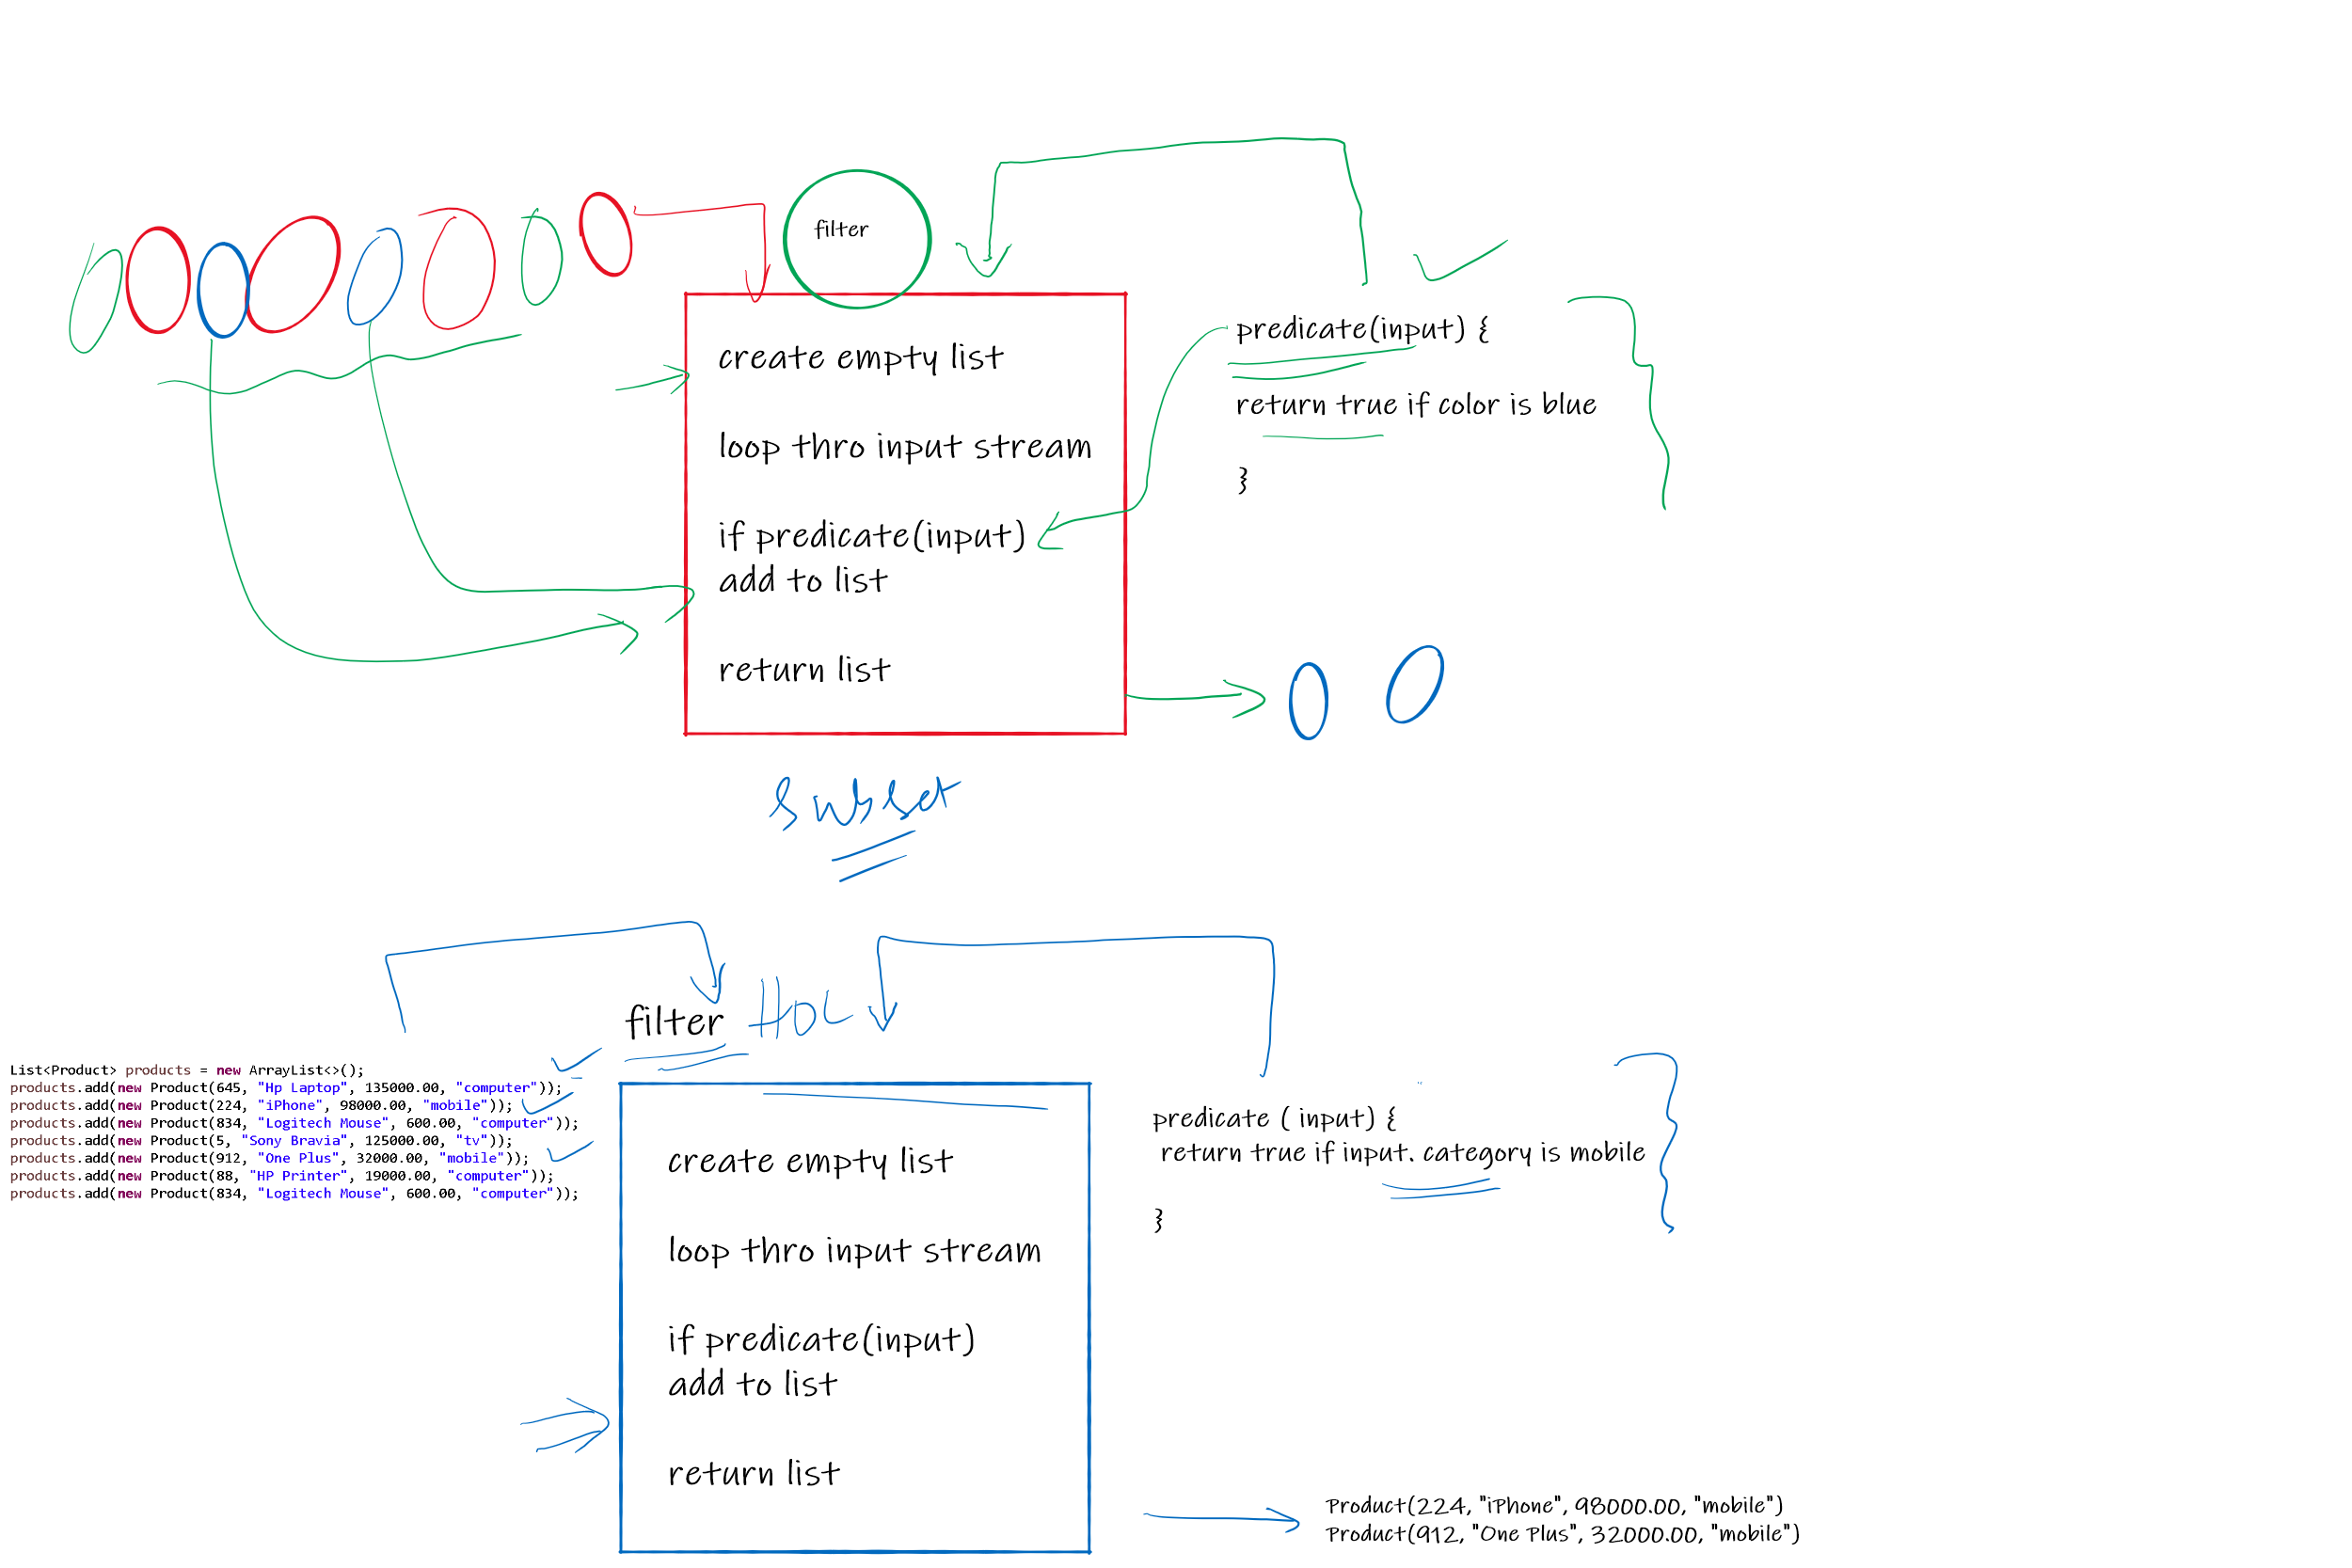 filter
create empty list
loop thro input stream
if predicate(input)
add to list
return list
predicate(input) {
return true if color is blue
}
subset
filter
List<Product> products = new ArrayList<>();
products.add(new Product(645, "Hp Laptop", 135000.00, "computer"));
products.add(new Product(224, "iPhone", 98000.00, "mobile"));
products.add(new Product(834, "Logitech Mouse", 600.00, "computer"));
products.add(new Product(5, "Sony Bravia", 125000.00, "tv"));
products.add(new Product(912, "One Plus", 32000.00, "mobile"));
products.add(new Product(88, "HP Printer", 19000.00, "computer"));
products.add(new Product(834, "Logitech Mouse", 600.00, "computer"));
create empty list
loop thro input stream
if predicate(input)
add to list
return list
predicate ( input) {
return true if input. category is mobile
}
Product(224, "iPhone", 98000.00, "mobile")
Product(912, "One Plus", 32000.00, "mobile")